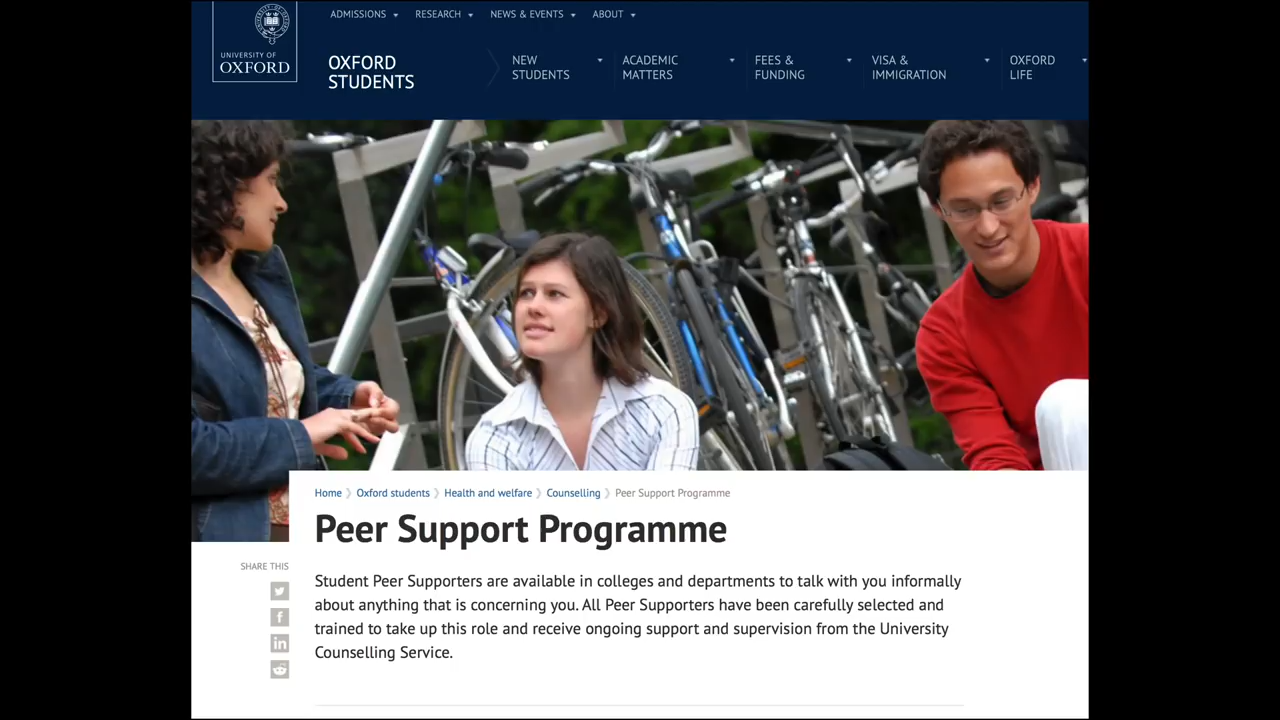 ADMISSIONS RESEARCH NEWS & EVENTS ABOUT
UNIVERSITY OF
OXFORD
OXFORD
STUDENTS
NEW
STUDENTS
ACADEMIC
MATTERS
FEES &
FUNDING
VISA &
IMMIGRATION
OXFORD
LIFE
Home Oxford students Health and welfare Counselling Peer Support Programme
Peer Support Programme
SHARE THIS
Student Peer Supporters are available in colleges and departments to talk with you informally
about anything that is concerning you. All Peer Supporters have been carefully selected and
trained to take up this role and receive ongoing support and supervision from the University
Counselling Service.